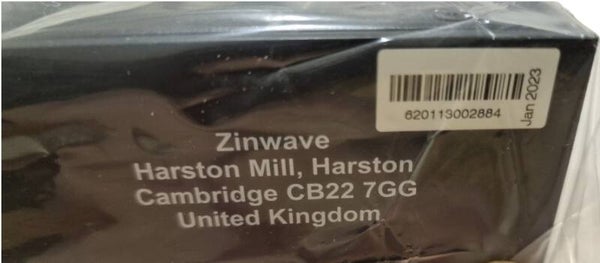 620113002884
Jan 2023
Zinwave
Harston Mill, Harston
Cambridge CB22 7GG
United Kingdom